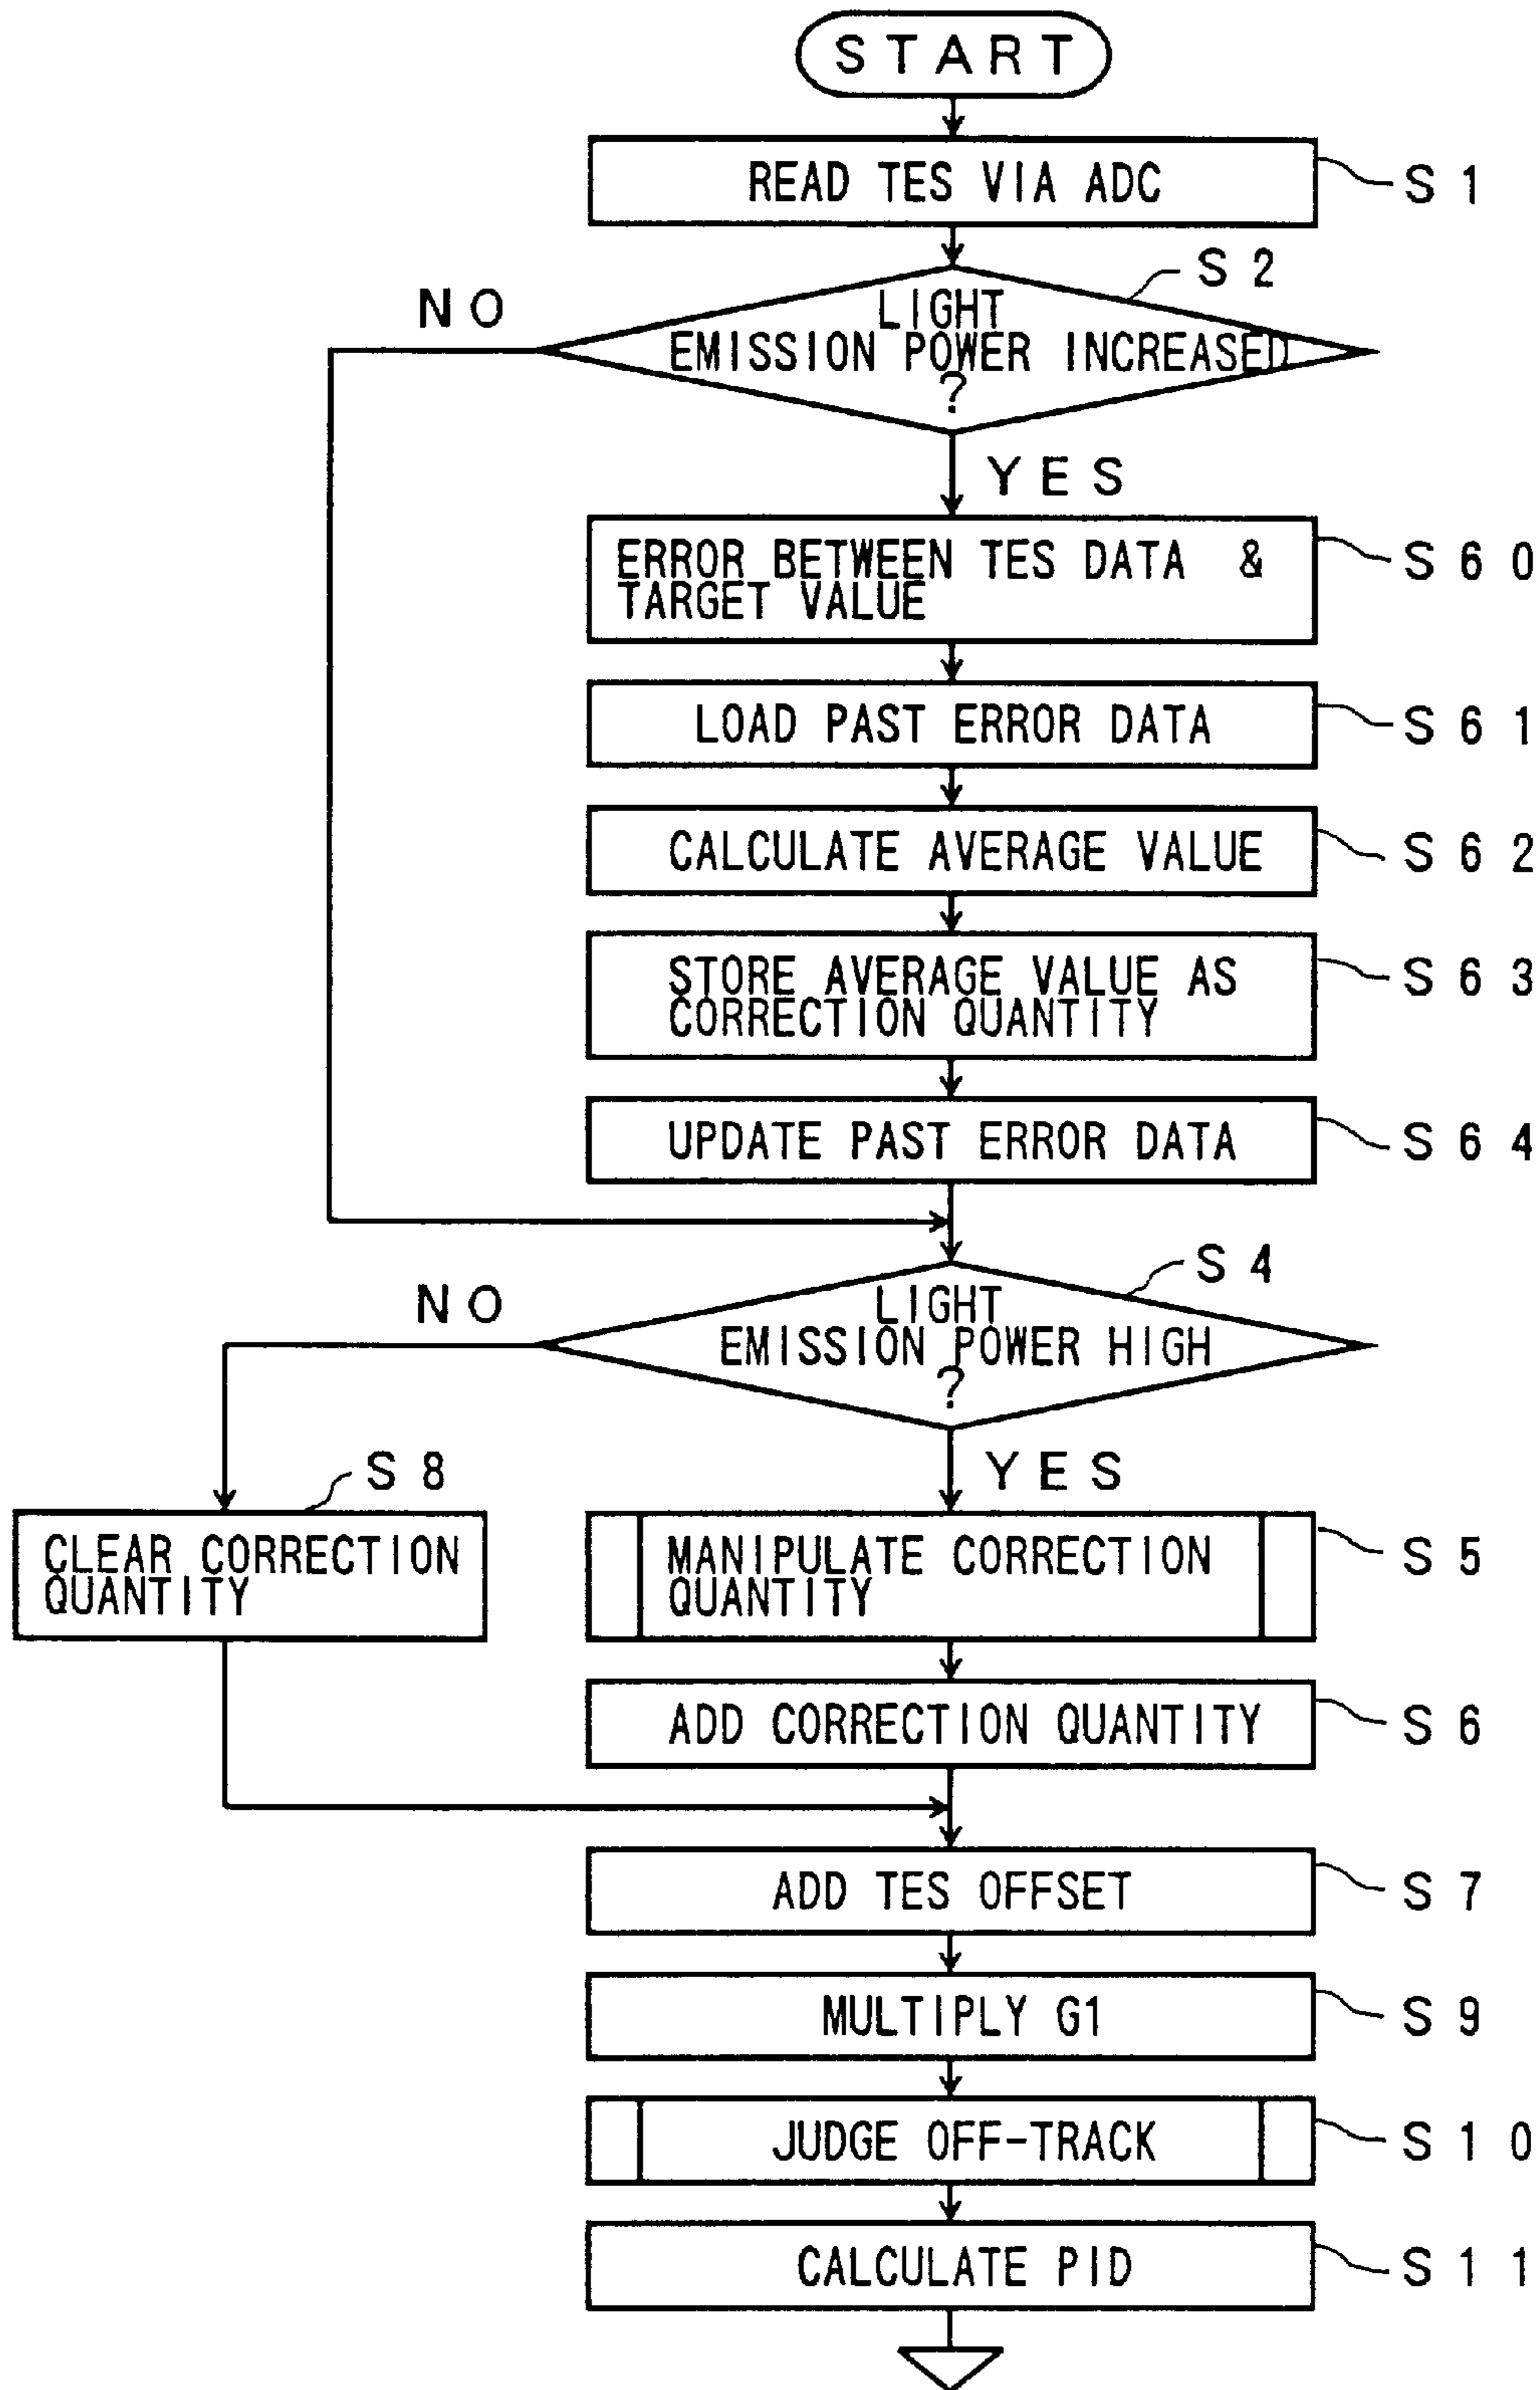 START
READ TES VIA ADC
S1
S2
NO
LIGHT
EMISSION POWER INCREASED
?
YES
ERROR BETWEEN TES DATA &
TARGET VALUE
S60
LOAD PAST ERROR DATA
S61
CALCULATE AVERAGE VALUE
S62
STORE AVERAGE VALUE AS
CORRECTION QUANTITY
S63
UPDATE PAST ERROR DATA
S64
S4
NO
LIGHT
EMISSION POWER HIGH
?
YES
S8
CLEAR CORRECTION
QUANTITY
MANIPULATE CORRECTION
QUANTITY
S5
ADD CORRECTION QUANTITY
S6
ADD TES OFFSET
S7
MULTIPLY G1
S9
JUDGE OFF-TRACK
S10
CALCULATE PID
S11